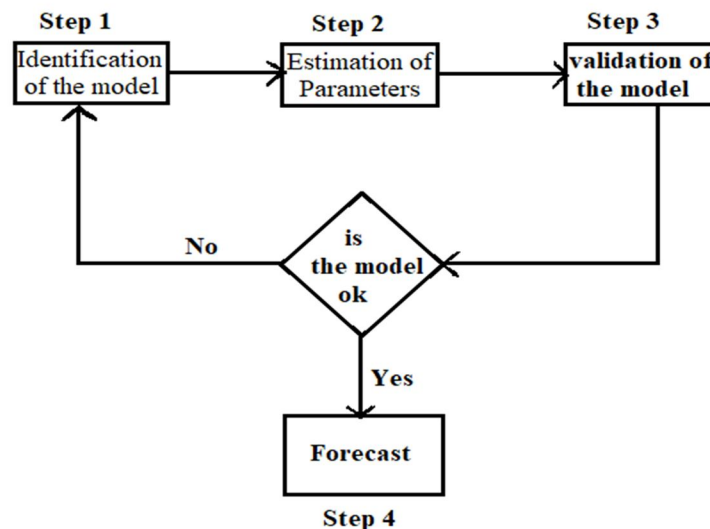 Step 1
Identification
of the model
Step 2
Estimation of
Parameters
Step 3
validation of
the model
is
the model
ok
No
Yes
Forecast
Step 4